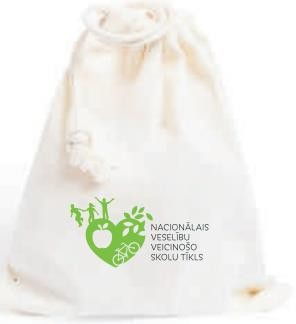 NACIONĀLAIS
VESELĪBU
VEICINOŠO
SKOLU TĪKLS